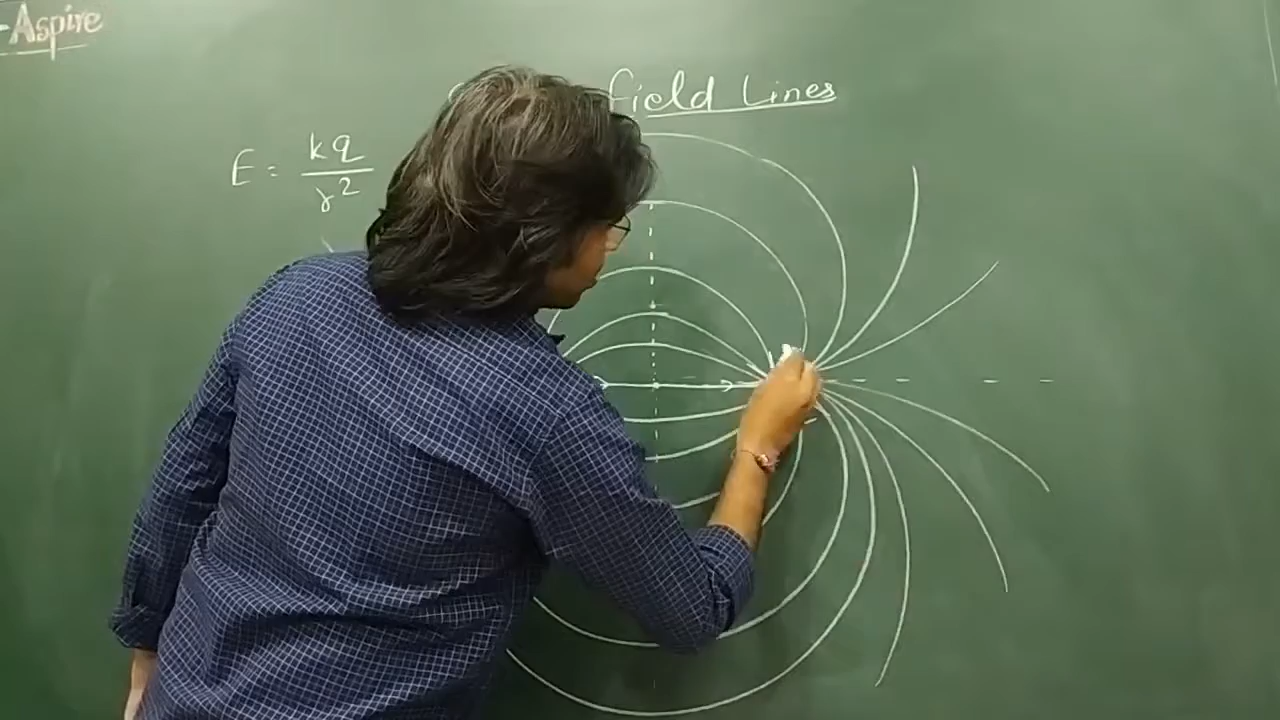 -Aspire
field Lines
E = kq / r²